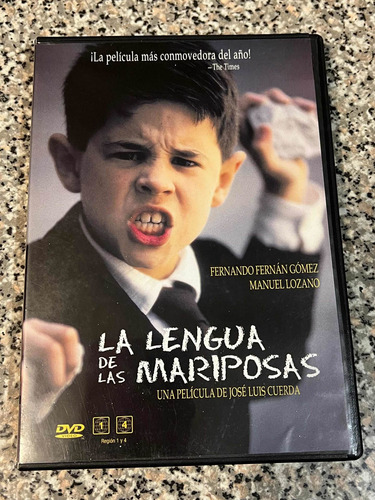 ¡La película más conmovedora del año!
—The Times
FERNANDO FERNÁN GÓMEZ
MANUEL LOZANO
LA LENGUA
DE LAS MARIPOSAS
UNA PELÍCULA DE JOSÉ LUIS CUERDA
DVD
VIDEO
1 4
Región 1 y 4